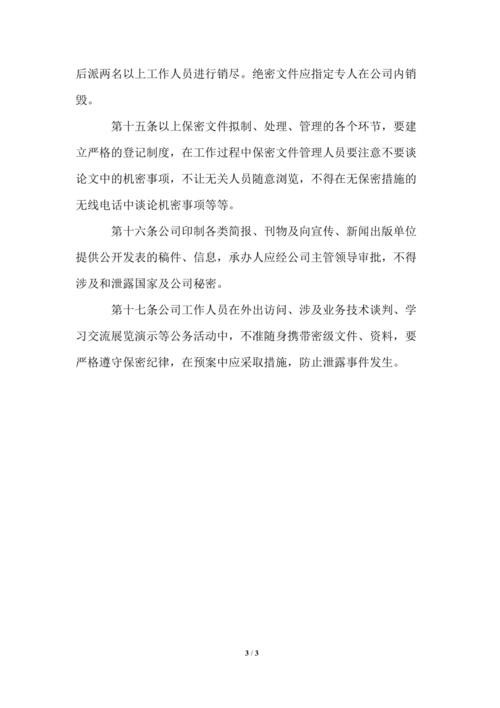 后派两名以上工作人员进行销尽。绝密文件应指定专人在公司内销
毁。
第十五条以上保密文件拟制、处理、管理的各个环节，要建
立严格的登记制度，在工作过程中保密文件管理人员要注意不要谈
论文中的机密事项，不让无关人员随意浏览，不得在无保密措施的
无线电话中谈论机密事项等等。
第十六条公司印制各类简报、刊物及向宣传、新闻出版单位
提供公开发表的稿件、信息，承办人应经公司主管领导审批，不得
涉及和泄露国家及公司秘密。
第十七条公司工作人员在外出访问、涉及业务技术谈判、学
习交流展览演示等公务活动中，不准随身携带密级文件、资料，要
严格遵守保密纪律，在预案中应采取措施，防止泄露事件发生。
3 / 3